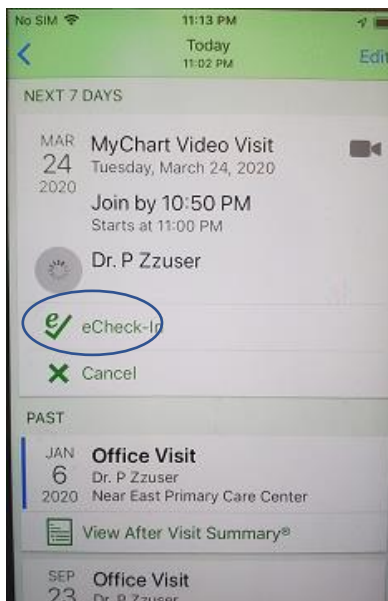 No SIM 11:13 PM
Today
11:02 PM
Edit
NEXT 7 DAYS
MAR
24
2020
MyChart Video Visit
Tuesday, March 24, 2020
Join by 10:50 PM
Starts at 11:00 PM
Dr. P Zzuser
eCheck-In
Cancel
PAST
JAN
6
2020
Office Visit
Dr. P Zzuser
Near East Primary Care Center
View After Visit Summary®
SEP
23
Office Visit
Dr. P Zzuser